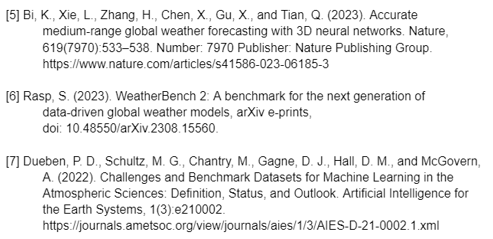 [5] Bi, K., Xie, L., Zhang, H., Chen, X., Gu, X., and Tian, Q. (2023). Accurate
medium-range global weather forecasting with 3D neural networks. Nature,
619(7970):533–538. Number: 7970 Publisher: Nature Publishing Group.
https://www.nature.com/articles/s41586-023-06185-3
[6] Rasp, S. (2023). WeatherBench 2: A benchmark for the next generation of
data-driven global weather models, arXiv e-prints,
doi: 10.48550/arXiv.2308.15560.
[7] Dueben, P. D., Schultz, M. G., Chantry, M., Gagne, D. J., Hall, D. M., and McGovern,
A. (2022). Challenges and Benchmark Datasets for Machine Learning in the
Atmospheric Sciences: Definition, Status, and Outlook. Artificial Intelligence for
the Earth Systems, 1(3):e210002.
https://journals.ametsoc.org/view/journals/aies/1/3/AIES-D-21-0002.1.xml